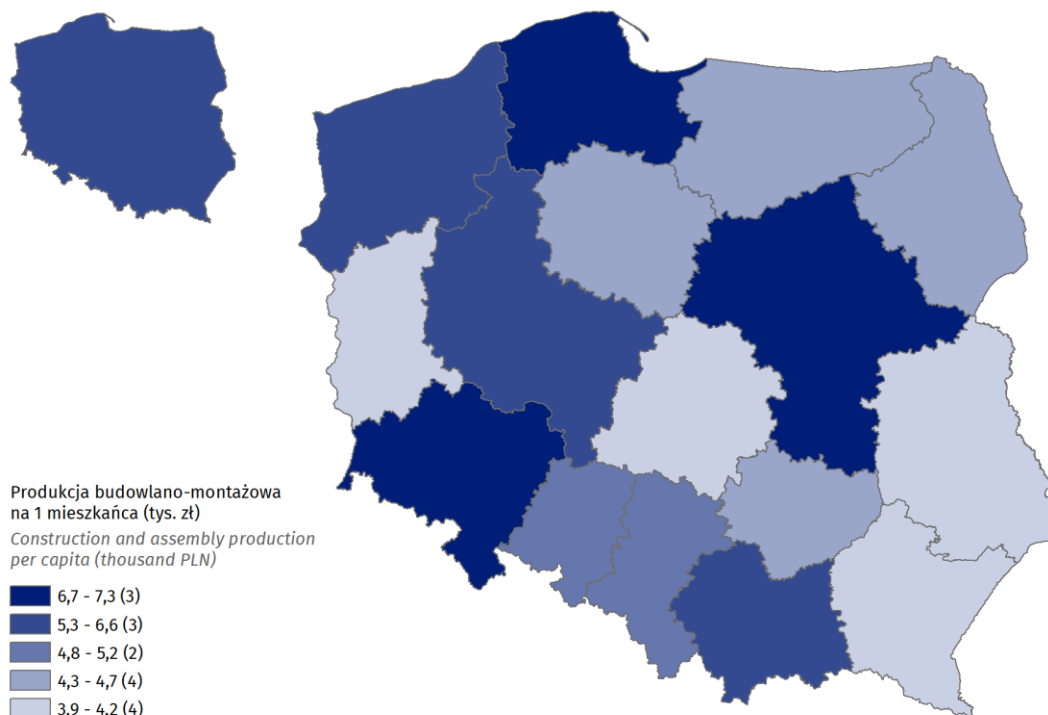 Produkcja budowlano-montażowa
na 1 mieszkańca (tys. zł)
Construction and assembly production
per capita (thousand PLN)
6,7 - 7,3 (3)
5,3 - 6,6 (3)
4,8 - 5,2 (2)
4,3 - 4,7 (4)
3,9 - 4,2 (4)